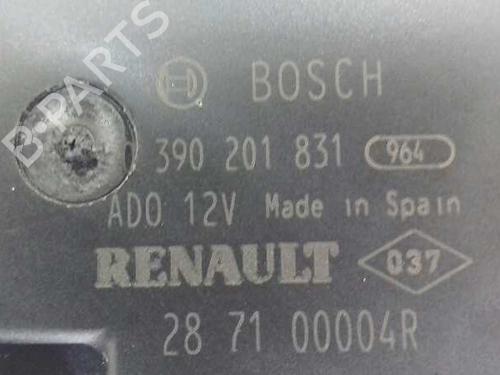 BOSCH
390 201 831 964
ADO 12V Made in Spain
RENAULT 037
28 71 00004R
B-PARTS